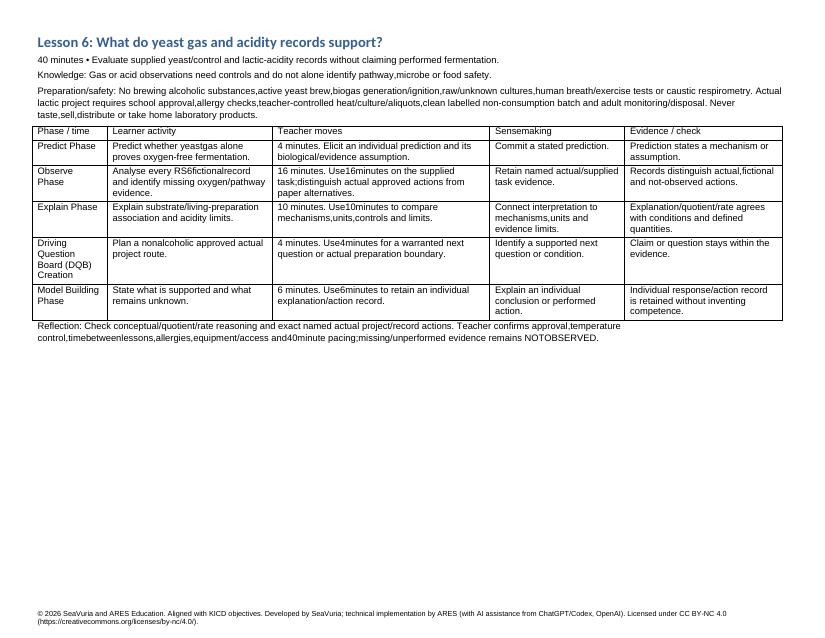 Lesson 6: What do yeast gas and acidity records support?
40 minutes • Evaluate supplied yeast/control and lactic-acidity records without claiming performed fermentation.
Knowledge: Gas or acid observations need controls and do not alone identify pathway,microbe or food safety.
Preparation/safety: No brewing alcoholic substances,active yeast brew,biogas generation/ignition,raw/unknown cultures,human breath/exercise tests or caustic respirometry. Actual
lactic project requires school approval,allergy checks,teacher-controlled heat/culture/aliquots,clean labelled non-consumption batch and adult monitoring/disposal. Never
taste,sell,distribute or take home laboratory products.
Phase / time
Learner activity
Teacher moves
Sensemaking
Evidence / check
Predict Phase
Predict whether yeastgas alone
proves oxygen-free fermentation.
4 minutes. Elicit an individual prediction and its
biological/evidence assumption.
Commit a stated prediction.
Prediction states a mechanism or
assumption.
Observe
Phase
Analyse every RS6fictionalrecord
and identify missing oxygen/pathway
evidence.
16 minutes. Use16minutes on the supplied
task;distinguish actual approved actions from
paper alternatives.
Retain named actual/supplied
task evidence.
Records distinguish actual,fictional
and not-observed actions.
Explain Phase
Explain substrate/living-preparation
association and acidity limits.
10 minutes. Use10minutes to compare
mechanisms,units,controls and limits.
Connect interpretation to
mechanisms,units and
evidence limits.
Explanation/quotient/rate agrees
with conditions and defined
quantities.
Driving
Question
Board (DQB)
Creation
Plan a nonalcoholic approved actual
project route.
4 minutes. Use4minutes for a warranted next
question or actual preparation boundary.
Identify a supported next
question or condition.
Claim or question stays within the
evidence.
Model Building
Phase
State what is supported and what
remains unknown.
6 minutes. Use6minutes to retain an individual
explanation/action record.
Explain an individual
conclusion or performed
action.
Individual response/action record
is retained without inventing
competence.
Reflection: Check conceptual/quotient/rate reasoning and exact named actual project/record actions. Teacher confirms approval,temperature
control,timebetweenlessons,allergies,equipment/access and40minute pacing;missing/unperformed evidence remains NOTOBSERVED.
© 2026 SeaVuria and ARES Education. Aligned with KICD objectives. Developed by SeaVuria; technical implementation by ARES (with AI assistance from ChatGPT/Codex, OpenAI). Licensed under CC BY-NC 4.0
(https://creativecommons.org/licenses/by-nc/4.0/).